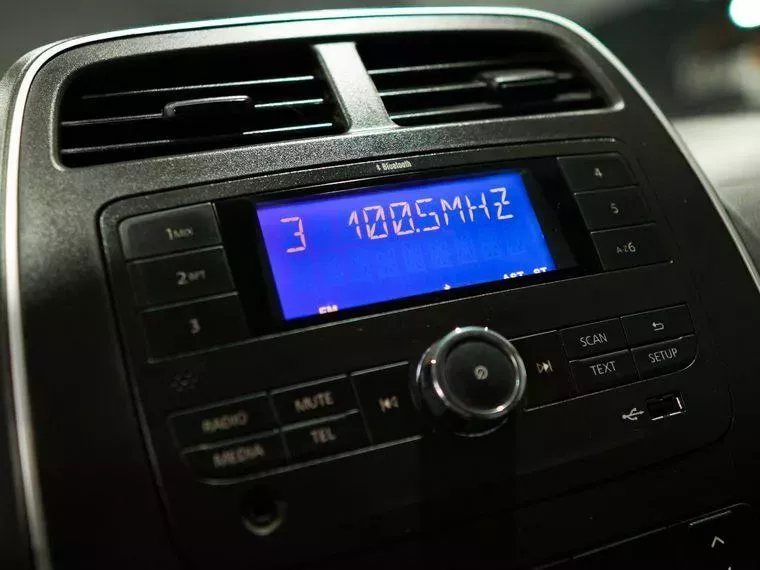 Bluetooth
3 100.5MHZ
FM AST ST
1MIX
2RPT
3
4
5
A-Z6
RADIO MUTE
MEDIA TEL
SCAN
TEXT SETUP